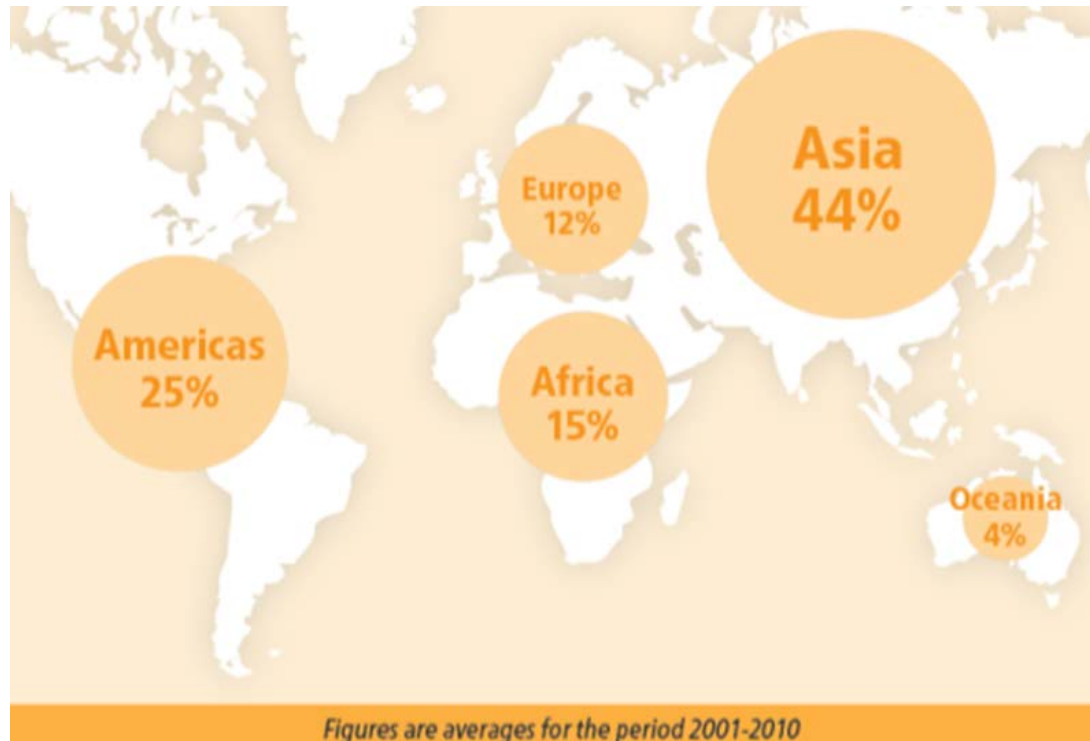 Asia
44%
Europe
12%
Americas
25%
Africa
15%
Oceania
4%
Figures are averages for the period 2001-2010